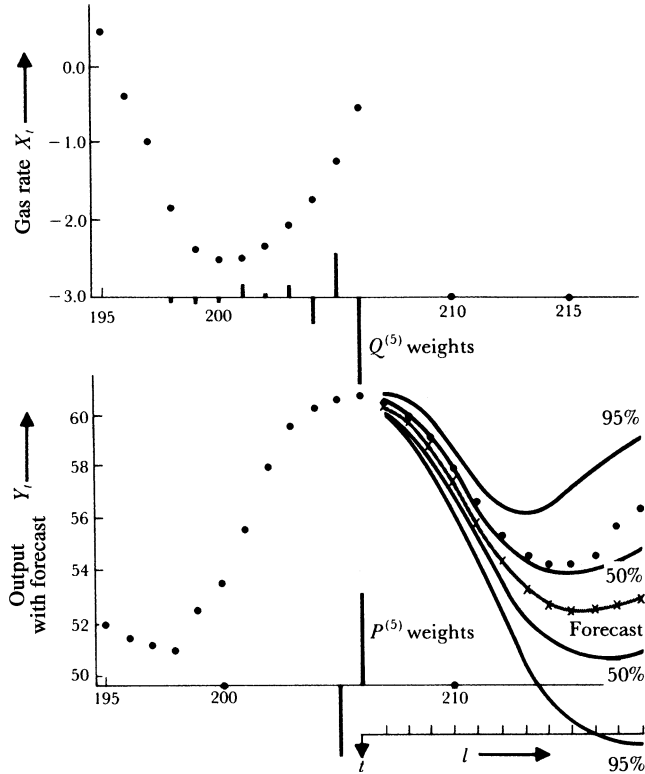 Gas rate X_t
0.0
−1.0
−2.0
−3.0
195
200
210
215
Q^(5) weights
Output
with forecast Y_t
60
58
56
54
52
50
95%
50%
Forecast
50%
95%
P^(5) weights
195
200
210
t
l